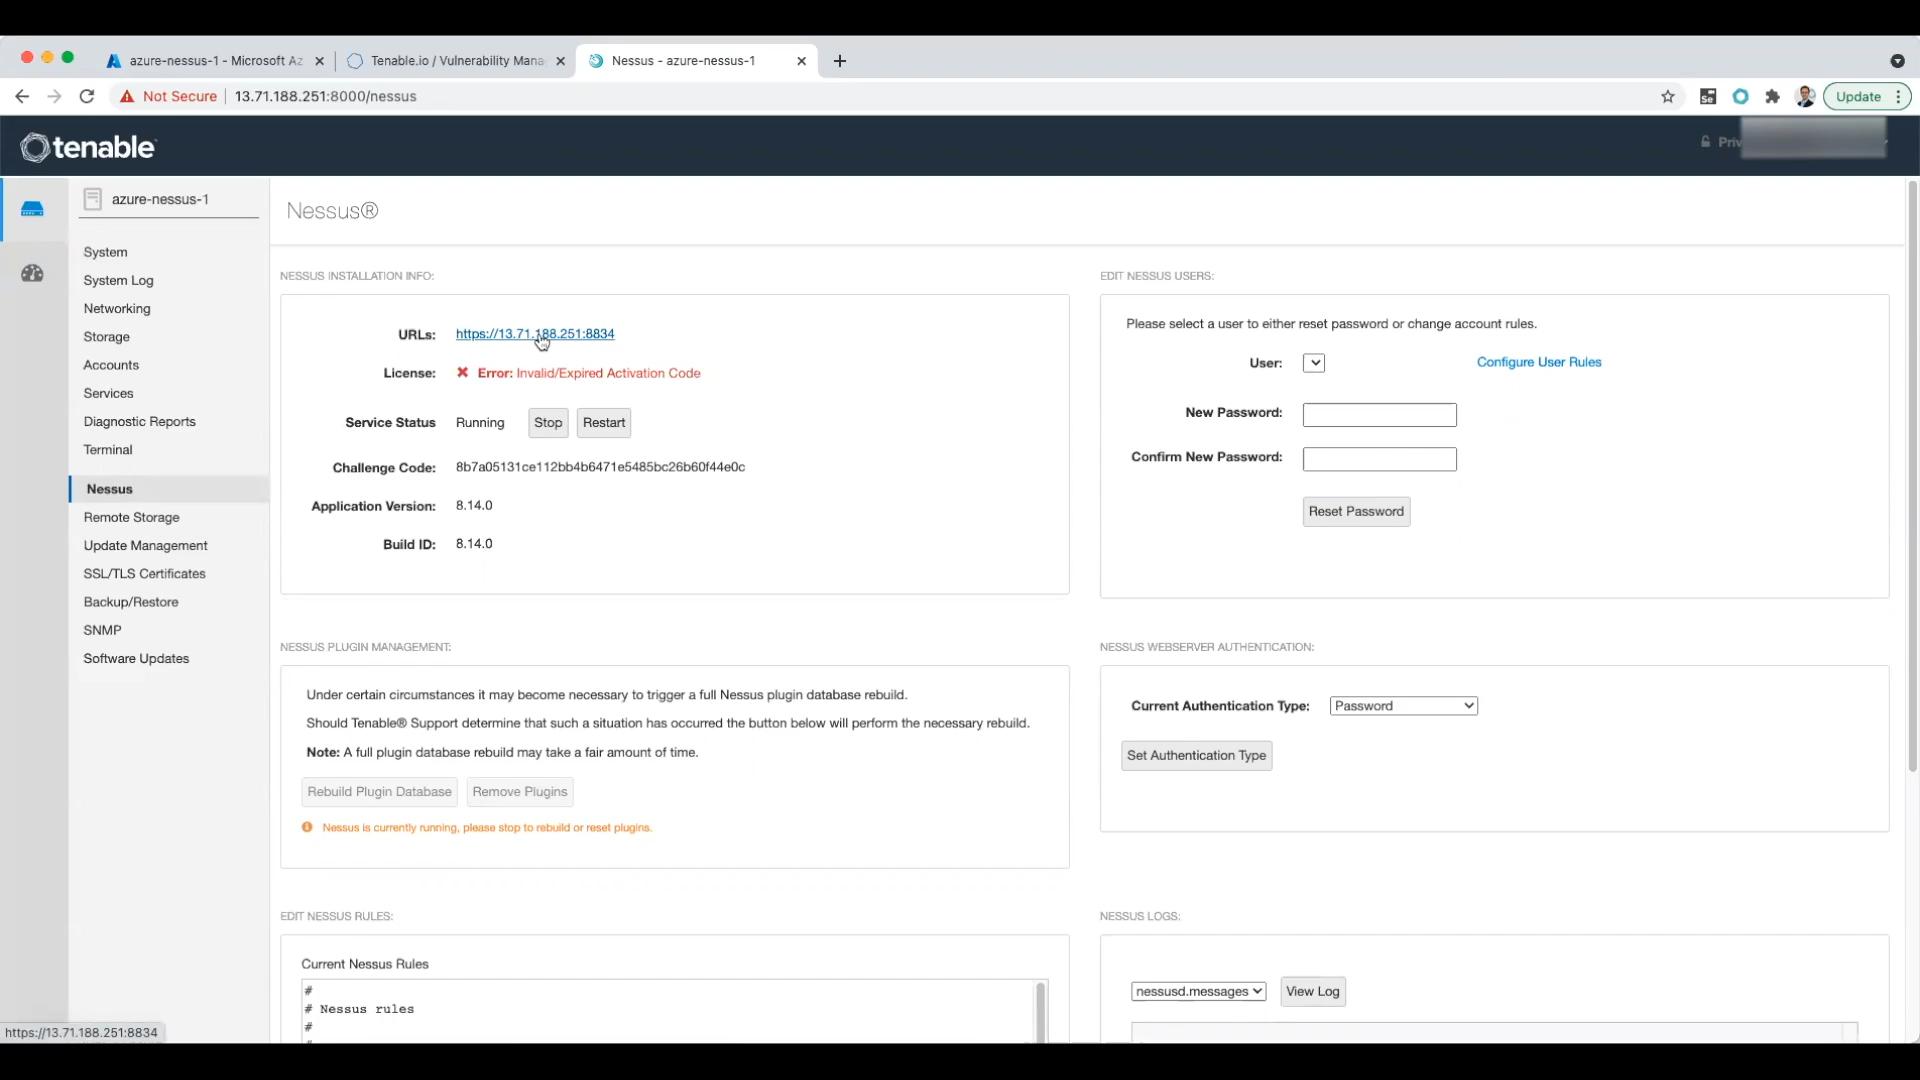 azure-nessus-1 - Microsoft Az
Tenable.io / Vulnerability Mana
Nessus - azure-nessus-1
Not Secure
13.71.188.251:8000/nessus
Se
Update
tenable
azure-nessus-1
System
System Log
Networking
Storage
Accounts
Services
Diagnostic Reports
Terminal
Nessus
Remote Storage
Update Management
SSL/TLS Certificates
Backup/Restore
SNMP
Software Updates
Nessus®
NESSUS INSTALLATION INFO:
URLs: https://13.71.188.251:8834
License: Error: Invalid/Expired Activation Code
Service Status Running Stop Restart
Challenge Code: 8b7a05131ce112bb4b6471e5485bc26b60f44e0c
Application Version: 8.14.0
Build ID: 8.14.0
EDIT NESSUS USERS:
Please select a user to either reset password or change account rules.
User: Configure User Rules
New Password:
Confirm New Password:
Reset Password
NESSUS PLUGIN MANAGEMENT:
Under certain circumstances it may become necessary to trigger a full Nessus plugin database rebuild.
Should Tenable® Support determine that such a situation has occurred the button below will perform the necessary rebuild.
Note: A full plugin database rebuild may take a fair amount of time.
Rebuild Plugin Database Remove Plugins
Nessus is currently running, please stop to rebuild or reset plugins.
NESSUS WEBSERVER AUTHENTICATION:
Current Authentication Type: Password
Set Authentication Type
EDIT NESSUS RULES:
Current Nessus Rules
#
# Nessus rules
#
NESSUS LOGS:
nessusd.messages View Log
https://13.71.188.251:8834